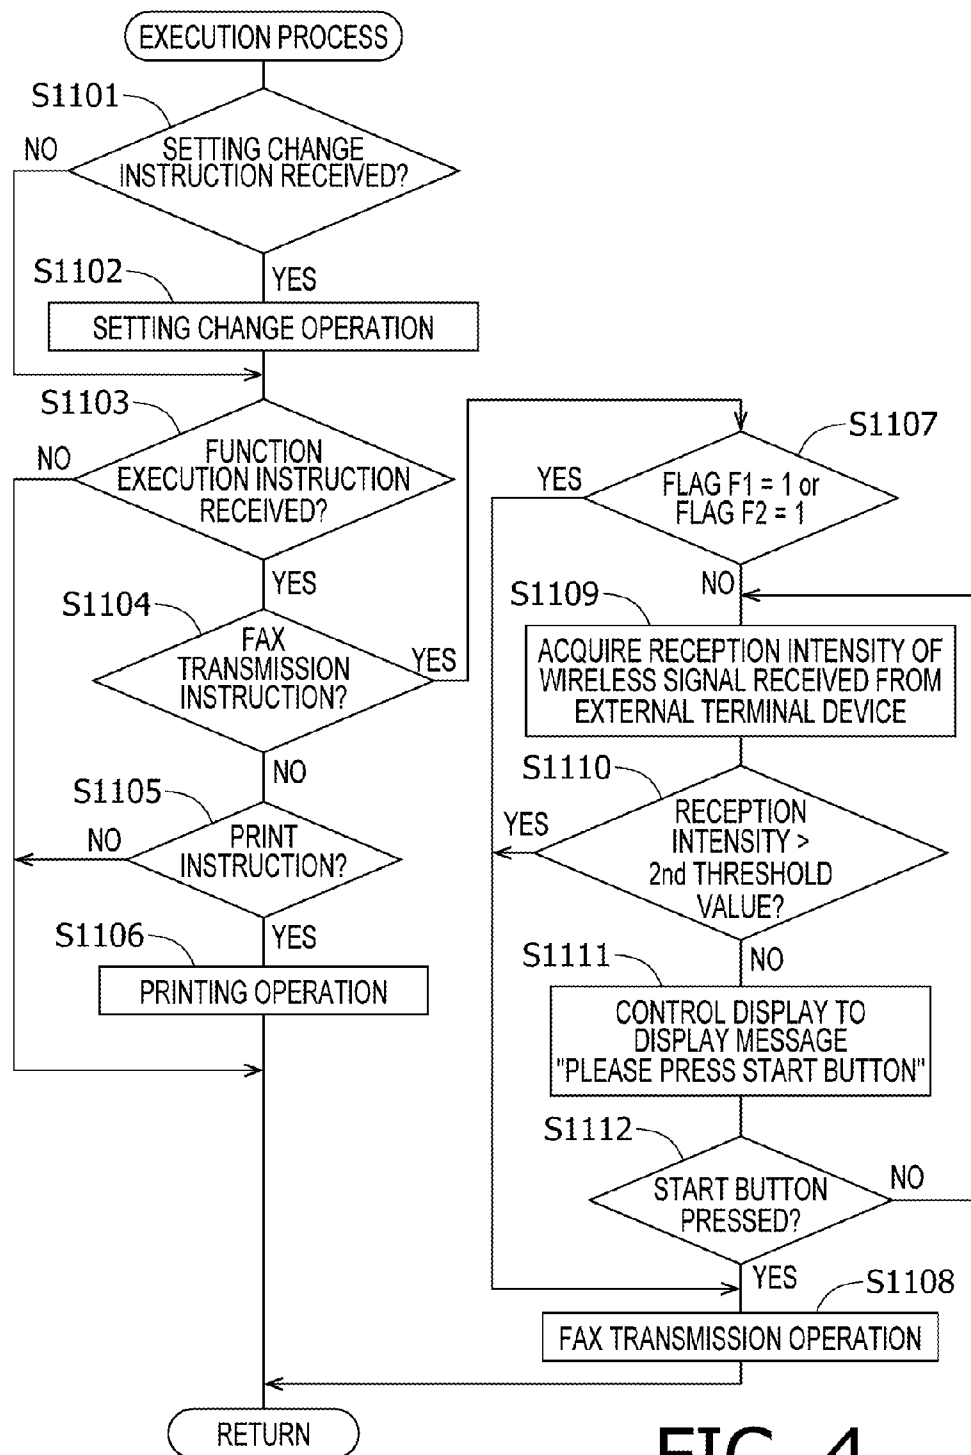 EXECUTION PROCESS
S1101
NO
SETTING CHANGE
INSTRUCTION RECEIVED?
YES
S1102
SETTING CHANGE OPERATION
S1103
NO
FUNCTION
EXECUTION INSTRUCTION
RECEIVED?
YES
S1104
FAX
TRANSMISSION
INSTRUCTION?
YES
NO
S1105
NO
PRINT
INSTRUCTION?
YES
S1106
PRINTING OPERATION
S1107
YES
FLAG F1 = 1 or
FLAG F2 = 1
NO
S1109
ACQUIRE RECEPTION INTENSITY OF
WIRELESS SIGNAL RECEIVED FROM
EXTERNAL TERMINAL DEVICE
S1110
YES
RECEPTION
INTENSITY >
2nd THRESHOLD
VALUE?
NO
S1111
CONTROL DISPLAY TO
DISPLAY MESSAGE
"PLEASE PRESS START BUTTON"
S1112
START BUTTON
PRESSED?
NO
YES
S1108
FAX TRANSMISSION OPERATION
RETURN
FIG. 4